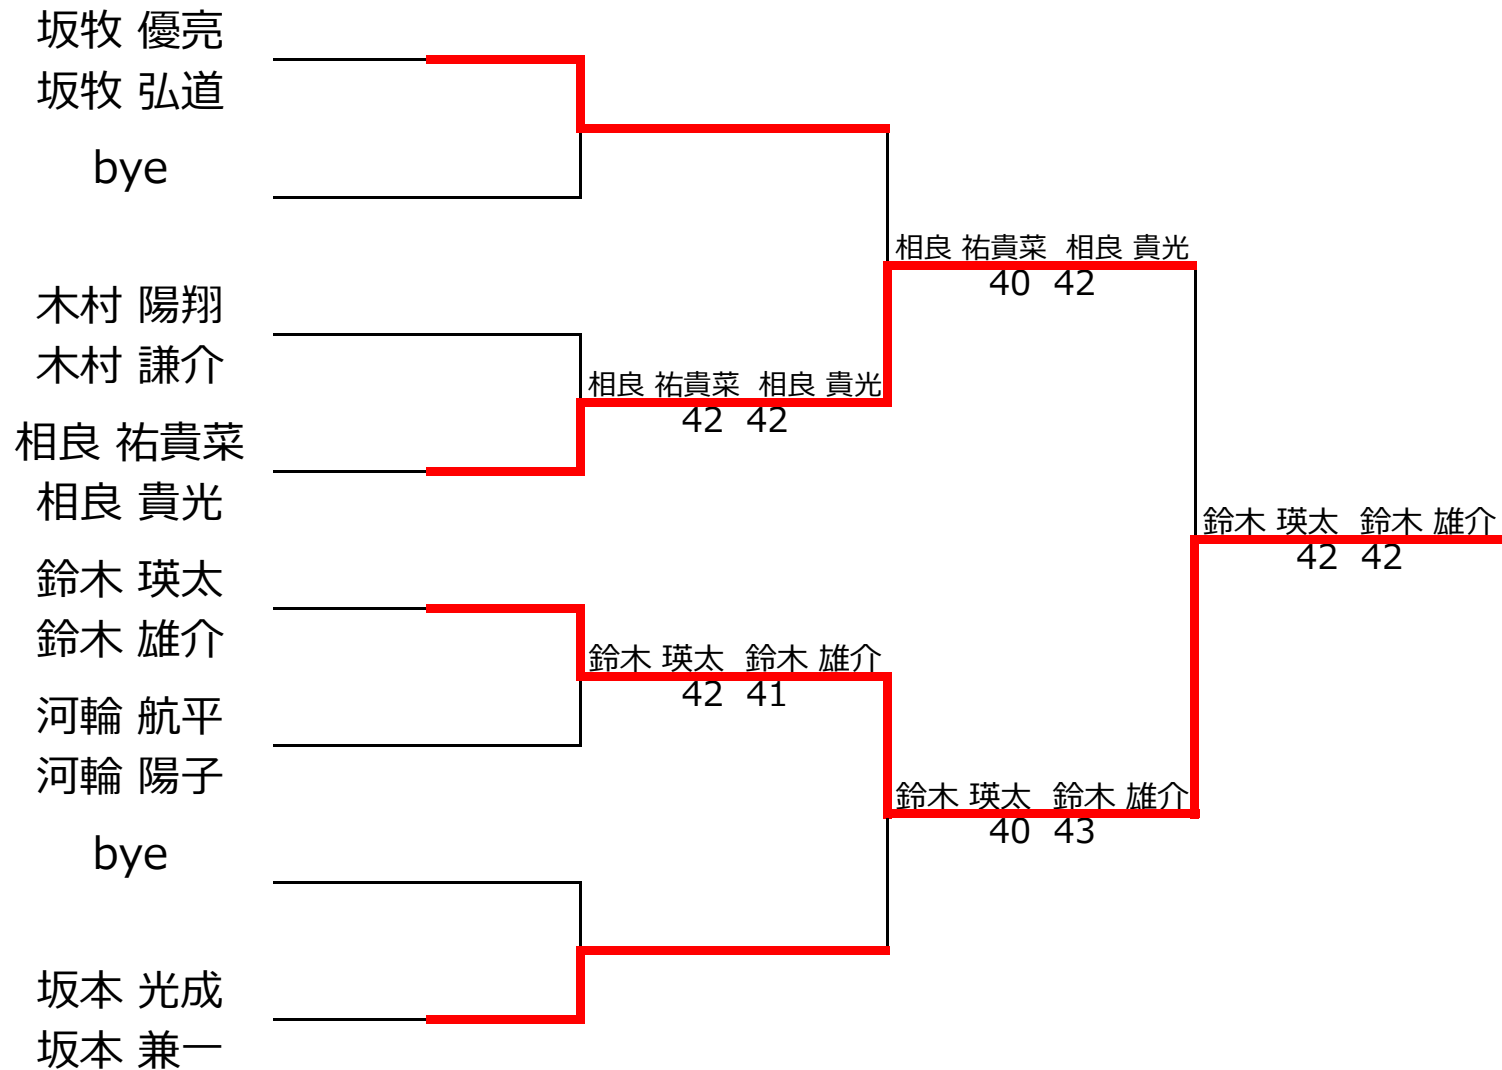 坂牧 優亮
坂牧 弘道
bye
木村 陽翔
木村 謙介
相良 祐貴菜
相良 貴光
鈴木 瑛太
鈴木 雄介
河輪 航平
河輪 陽子
bye
坂本 光成
坂本 兼一
相良 祐貴菜 相良 貴光
42 42
鈴木 瑛太 鈴木 雄介
42 41
相良 祐貴菜 相良 貴光
40 42
鈴木 瑛太 鈴木 雄介
40 43
鈴木 瑛太 鈴木 雄介
42 42